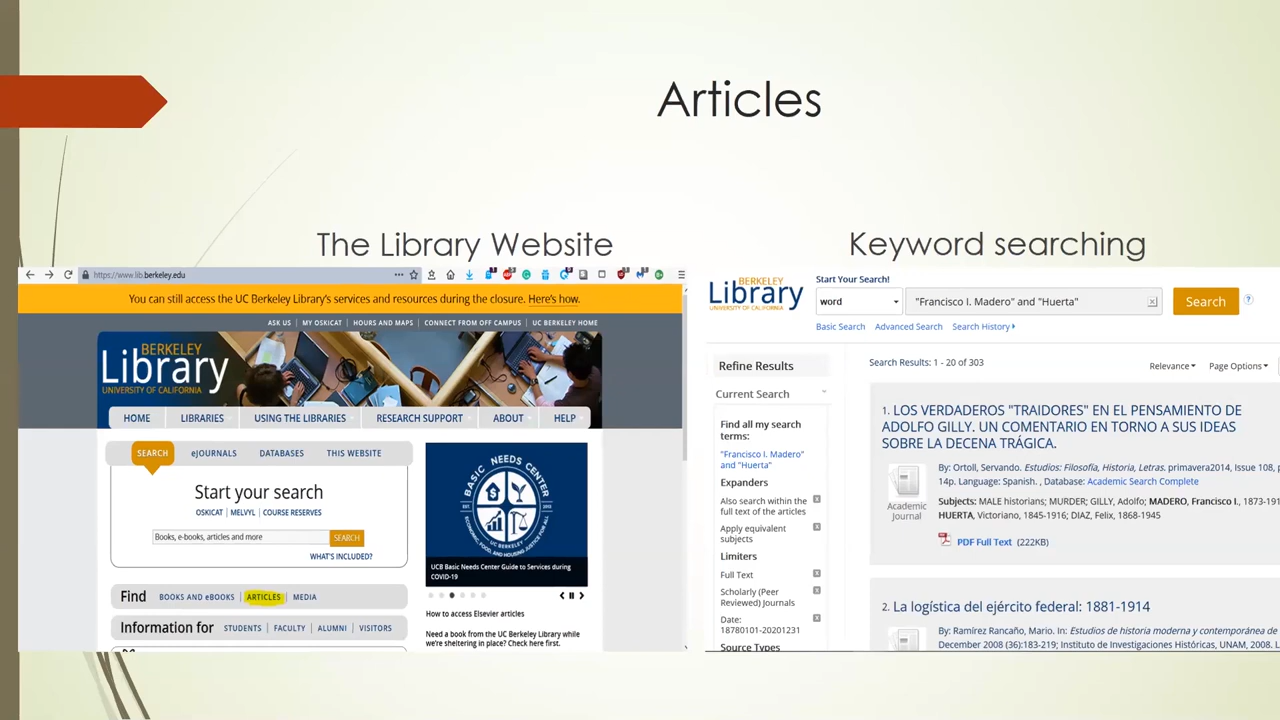 Articles
The Library Website
https://www.lib.berkeley.edu
You can still access the UC Berkeley Library's services and resources during the closure. Here's how.
ASK US | MY OSKICAT | HOURS AND MAPS | CONNECT FROM OFF CAMPUS | UC BERKELEY HOME
BERKELEY
Library
UNIVERSITY OF CALIFORNIA
HOME LIBRARIES USING THE LIBRARIES RESEARCH SUPPORT ABOUT HELP
SEARCH eJOURNALS DATABASES THIS WEBSITE
Start your search
OSKICAT | MELVYL | COURSE RESERVES
Books, e-books, articles and more SEARCH
WHAT'S INCLUDED?
Find BOOKS AND eBOOKS | ARTICLES | MEDIA
Information for STUDENTS | FACULTY | ALUMNI | VISITORS
BASIC NEEDS CENTER
ECONOMIC, FOOD, AND HOUSING JUSTICE FOR ALL
UC BERKELEY
UCB Basic Needs Center Guide to Services during
COVID-19
How to access Elsevier articles
Need a book from the UC Berkeley Library while
we're sheltering in place? Check here first.
Keyword searching
BERKELEY
Library
UNIVERSITY OF CALIFORNIA
Start Your Search!
word "Francisco I. Madero" and "Huerta" Search
Basic Search Advanced Search Search History
Refine Results
Current Search
Find all my search
terms:
"Francisco I. Madero"
and "Huerta"
Expanders
Also search within the
full text of the articles
Apply equivalent
subjects
Limiters
Full Text
Scholarly (Peer
Reviewed) Journals
Date:
18780101-20201231
Source Types
Search Results: 1 - 20 of 303 Relevance Page Options
1. LOS VERDADEROS "TRAIDORES" EN EL PENSAMIENTO DE
ADOLFO GILLY. UN COMENTARIO EN TORNO A SUS IDEAS
SOBRE LA DECENA TRÁGICA.
Academic
Journal
By: Ortoll, Servando. Estudios: Filosofía, Historia, Letras. primavera2014, Issue 108, p
14p. Language: Spanish. , Database: Academic Search Complete
Subjects: MALE historians; MURDER; GILLY, Adolfo; MADERO, Francisco I., 1873-191
HUERTA, Victoriano, 1845-1916; DIAZ, Felix, 1868-1945
PDF Full Text (222KB)
2. La logística del ejército federal: 1881-1914
By: Ramírez Rancaño, Mario. In: Estudios de historia moderna y contemporánea de
December 2008 (36):183-219; Instituto de Investigaciones Históricas, UNAM, 2008. L